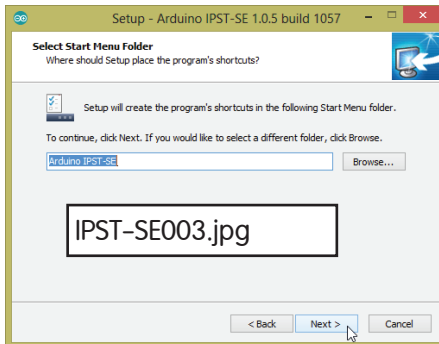 Setup - Arduino IPST-SE 1.0.5 build 1057
Select Start Menu Folder
Where should Setup place the program's shortcuts?
Setup will create the program's shortcuts in the following Start Menu folder.
To continue, click Next. If you would like to select a different folder, click Browse.
Arduino IPST-SE
Browse...
IPST-SE003.jpg
< Back
Next >
Cancel